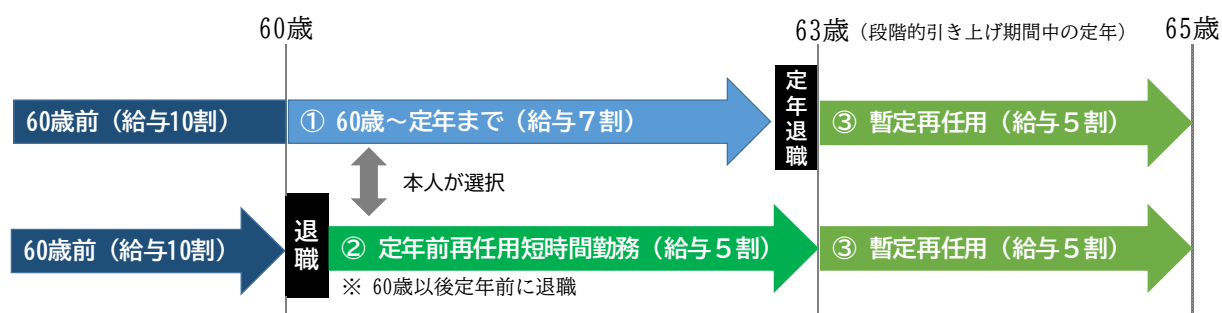 60歳
63歳（段階的引き上げ期間中の定年）
65歳
60歳前（給与10割）
① 60歳～定年まで（給与７割）
定年退職
③ 暫定再任用（給与５割）
本人が選択
60歳前（給与10割）
退職
② 定年前再任用短時間勤務（給与５割）
③ 暫定再任用（給与５割）
※ 60歳以後定年前に退職